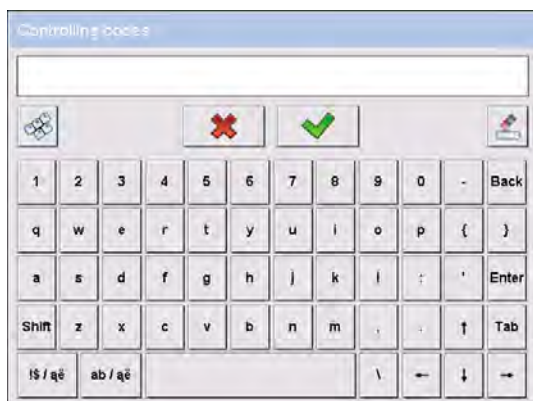 Controlling codes
1 2 3 4 5 6 7 8 9 0 - Back
q w e r t y u i o p { }
a s d f g h j k l : ' Enter
Shift z x c v b n m , . ↑ Tab
!$ / ąë ab / ąë \ ← ↓ →